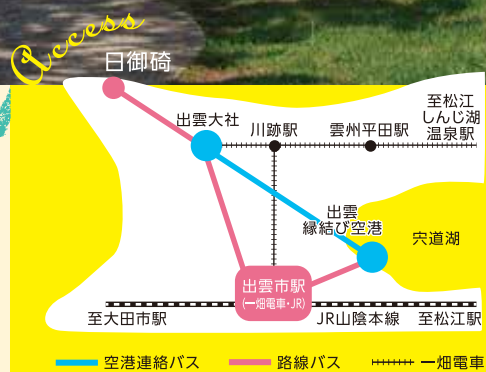 Access
日御碕
出雲大社
川跡駅
雲州平田駅
至松江
しんじ湖
温泉駅
出雲
縁結び空港
宍道湖
出雲市駅
(一畑電車・JR)
至大田市駅
JR山陰本線
至松江駅
空港連絡バス
路線バス
一畑電車